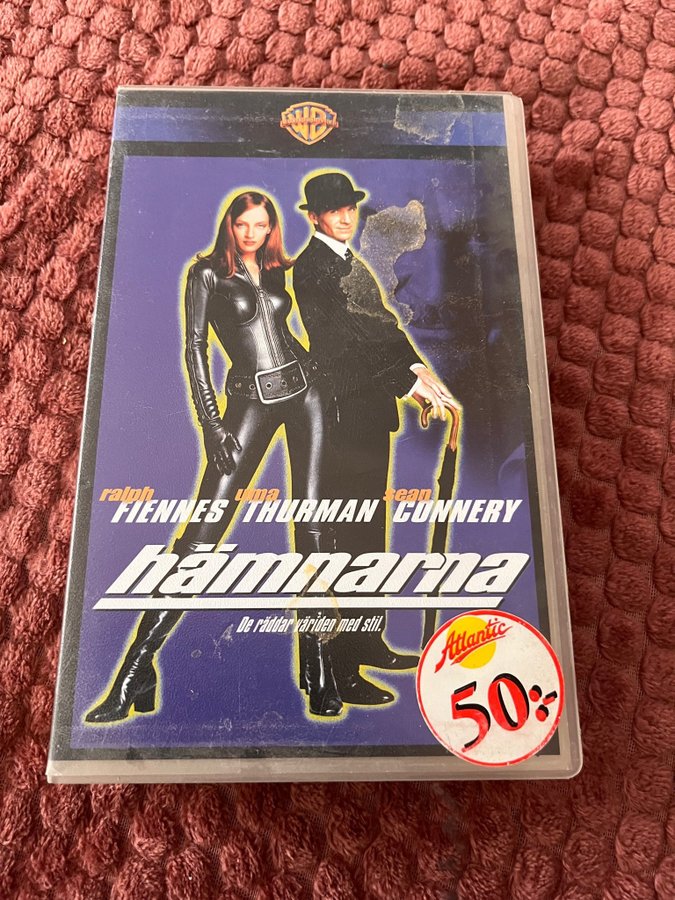 WB
ralph uma sean
FIENNES THURMAN CONNERY
hämnarna
De räddar världen med stil.
Atlantic
50:-